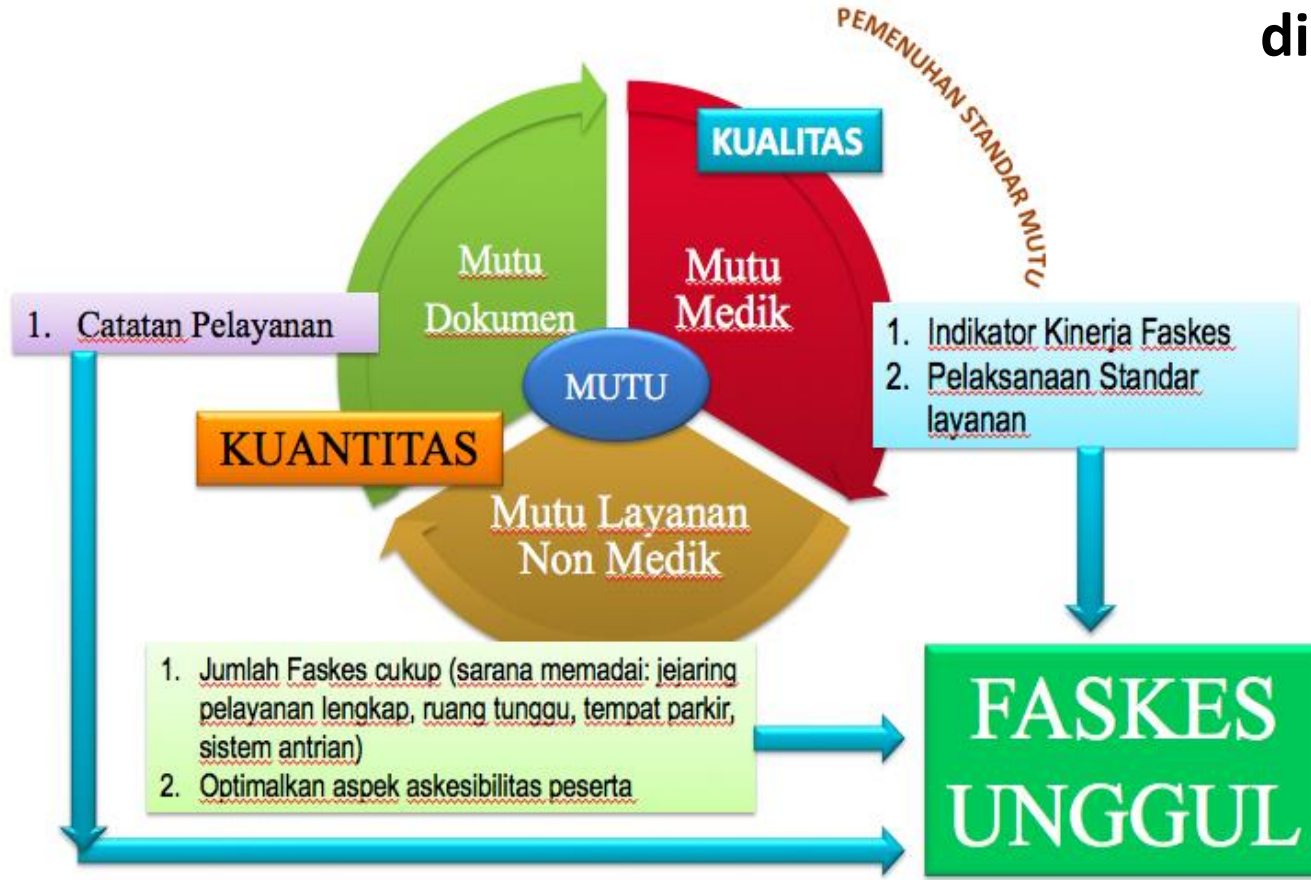 di
PEMENUHAN STANDAR MUTU
KUALITAS
Mutu
Dokumen
Mutu
Medik
1. Catatan Pelayanan
1. Indikator Kinerja Faskes
2. Pelaksanaan Standar
layanan
MUTU
KUANTITAS
Mutu Layanan
Non Medik
1. Jumlah Faskes cukup (sarana memadai: jejaring
pelayanan lengkap, ruang tunggu, tempat parkir,
sistem antrian)
2. Optimalkan aspek askesibilitas peserta
FASKES
UNGGUL